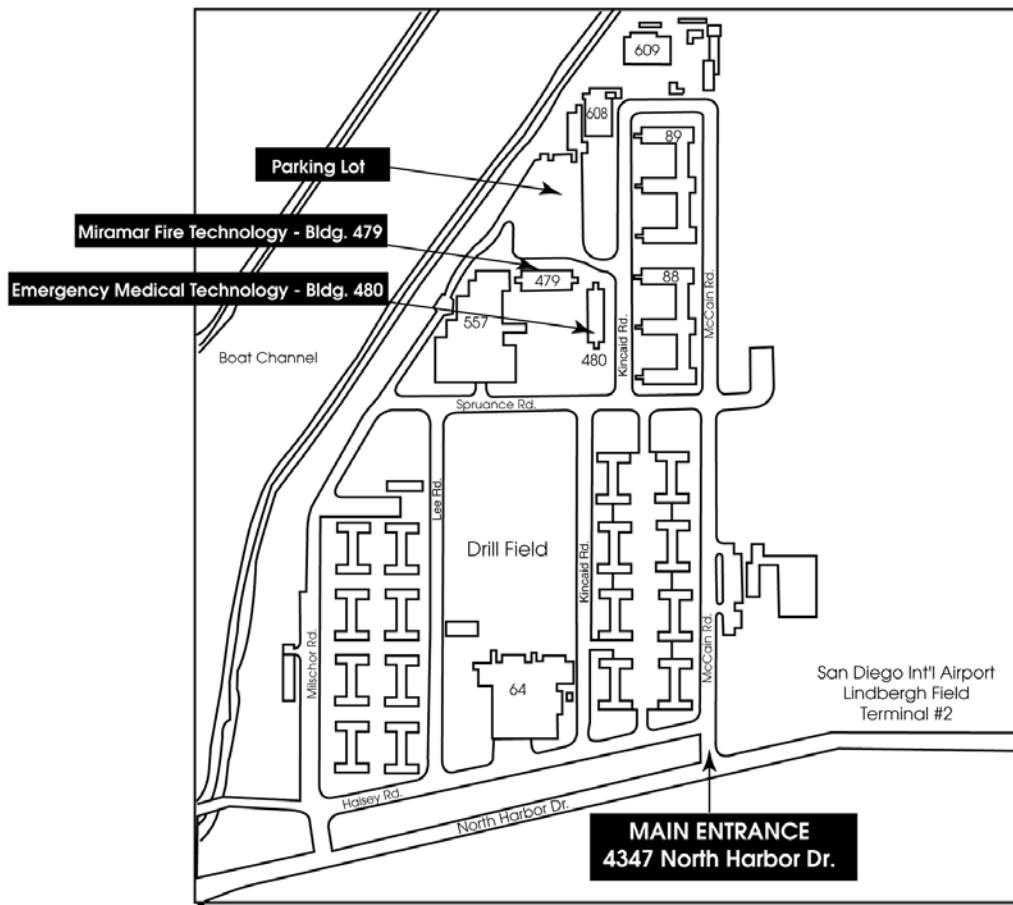 609
608
89
Parking Lot
Miramar Fire Technology - Bldg. 479
479
88
McCain Rd.
Emergency Medical Technology - Bldg. 480
557
480
Kincaid Rd.
Boat Channel
Spruance Rd.
Lee Rd.
Drill Field
Kincaid Rd.
McCain Rd.
Milschor Rd.
64
San Diego Int'l Airport
Lindbergh Field
Terminal #2
Halsey Rd.
North Harbor Dr.
MAIN ENTRANCE
4347 North Harbor Dr.